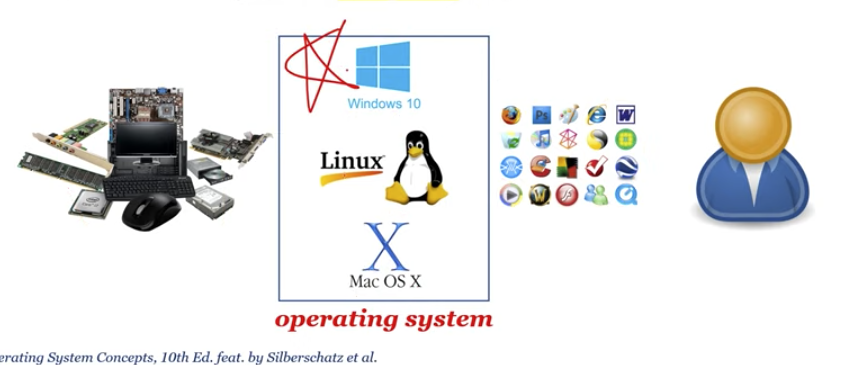 Windows 10
Linux
X
Mac OS X
operating system
erating System Concepts, 10th Ed. feat. by Silberschatz et al.